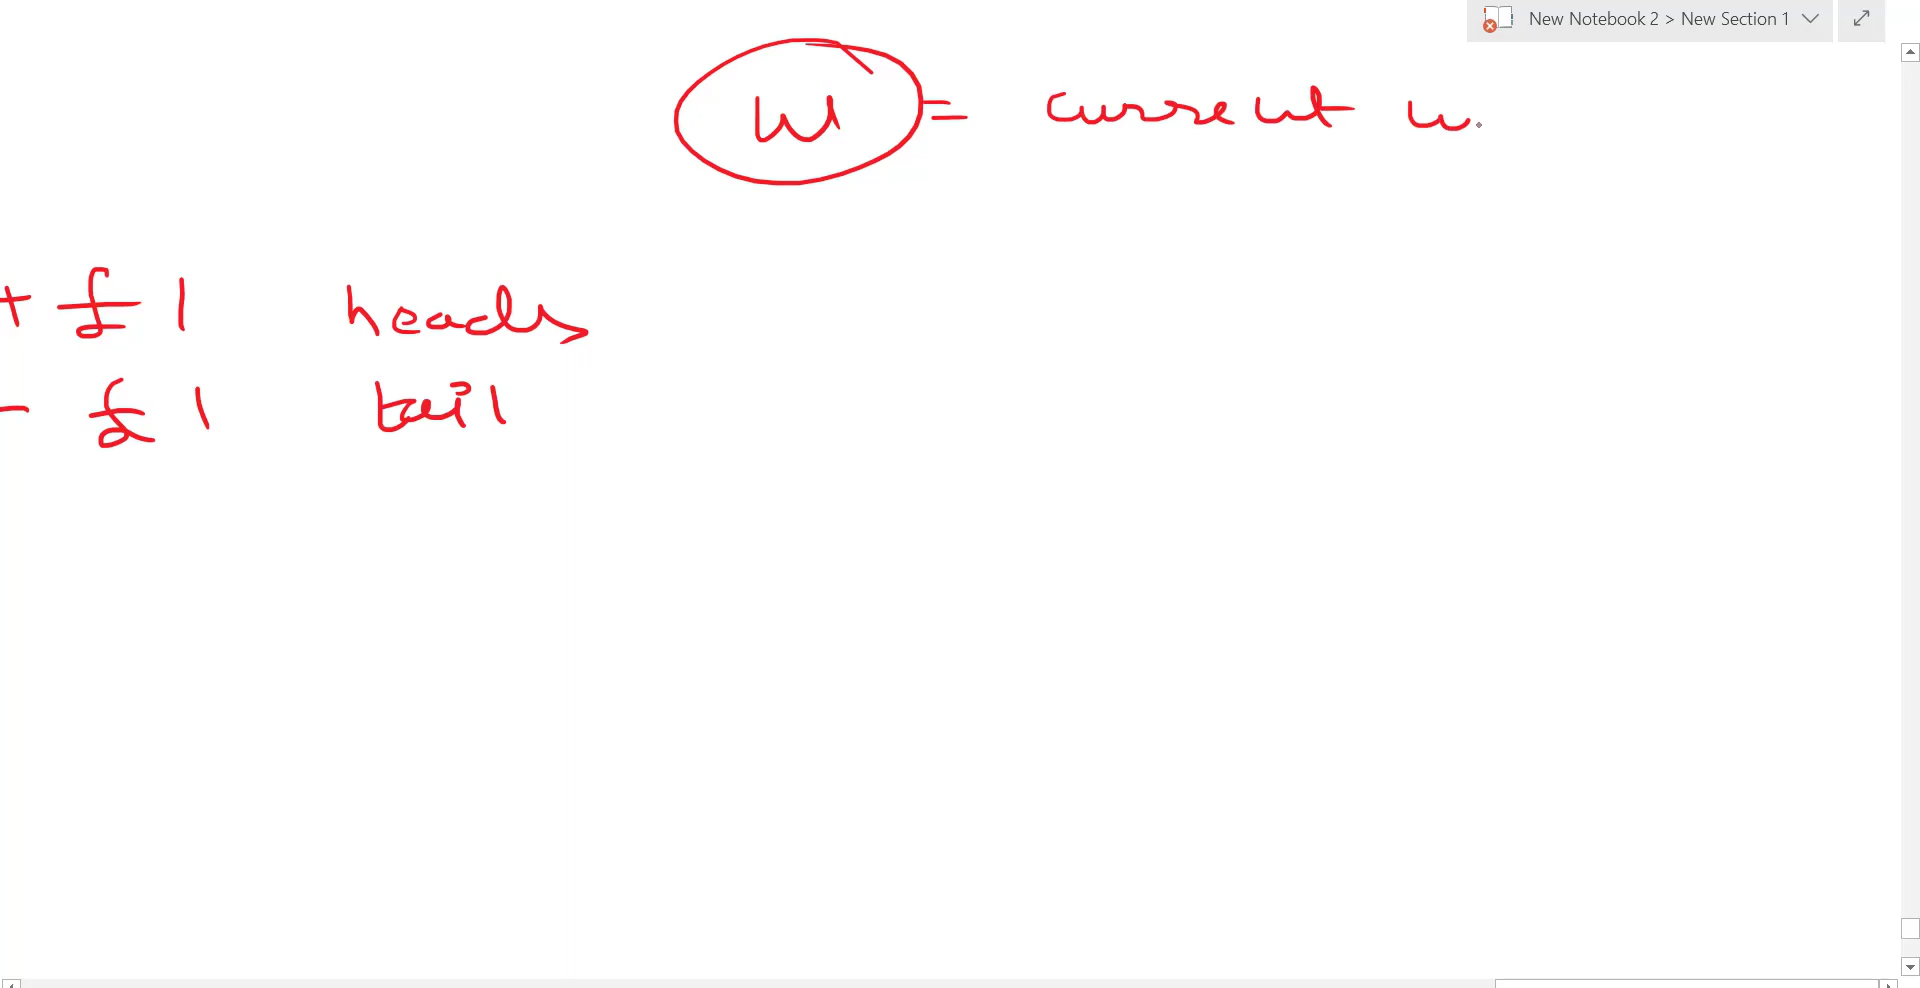 New Notebook 2 > New Section 1
W = current w
+ £ 1 heads
- £ 1 tail